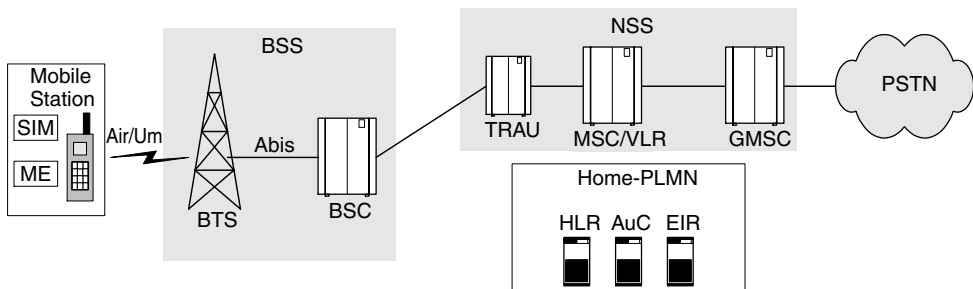 BSS
NSS
Mobile
Station
SIM
ME
Air/Um
Abis
BTS
BSC
TRAU
MSC/VLR
GMSC
PSTN
Home-PLMN
HLR AuC EIR